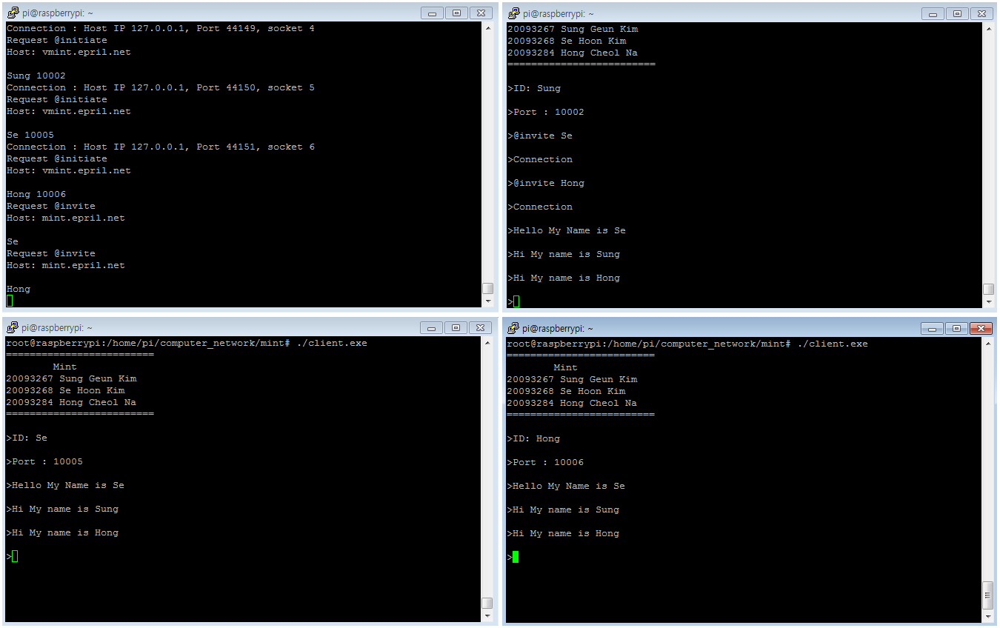 pi@raspberrypi: ~
Connection : Host IP 127.0.0.1, Port 44149, socket 4
Request @initiate
Host: vmint.epril.net
Sung 10002
Connection : Host IP 127.0.0.1, Port 44150, socket 5
Request @initiate
Host: vmint.epril.net
Se 10005
Connection : Host IP 127.0.0.1, Port 44151, socket 6
Request @initiate
Host: vmint.epril.net
Hong 10006
Request @invite
Host: mint.epril.net
Se
Request @invite
Host: mint.epril.net
Hong
pi@raspberrypi: ~
20093267 Sung Geun Kim
20093268 Se Hoon Kim
20093284 Hong Cheol Na
=========================
>ID: Sung
>Port : 10002
>@invite Se
>Connection
>@invite Hong
>Connection
>Hello My Name is Se
>Hi My name is Sung
>Hi My name is Hong
>
pi@raspberrypi: ~
root@raspberrypi:/home/pi/computer_network/mint# ./client.exe
=========================
Mint
20093267 Sung Geun Kim
20093268 Se Hoon Kim
20093284 Hong Cheol Na
=========================
>ID: Se
>Port : 10005
>Hello My Name is Se
>Hi My name is Sung
>Hi My name is Hong
>
pi@raspberrypi: ~
root@raspberrypi:/home/pi/computer_network/mint# ./client.exe
=========================
Mint
20093267 Sung Geun Kim
20093268 Se Hoon Kim
20093284 Hong Cheol Na
=========================
>ID: Hong
>Port : 10006
>Hello My Name is Se
>Hi My name is Sung
>Hi My name is Hong
>